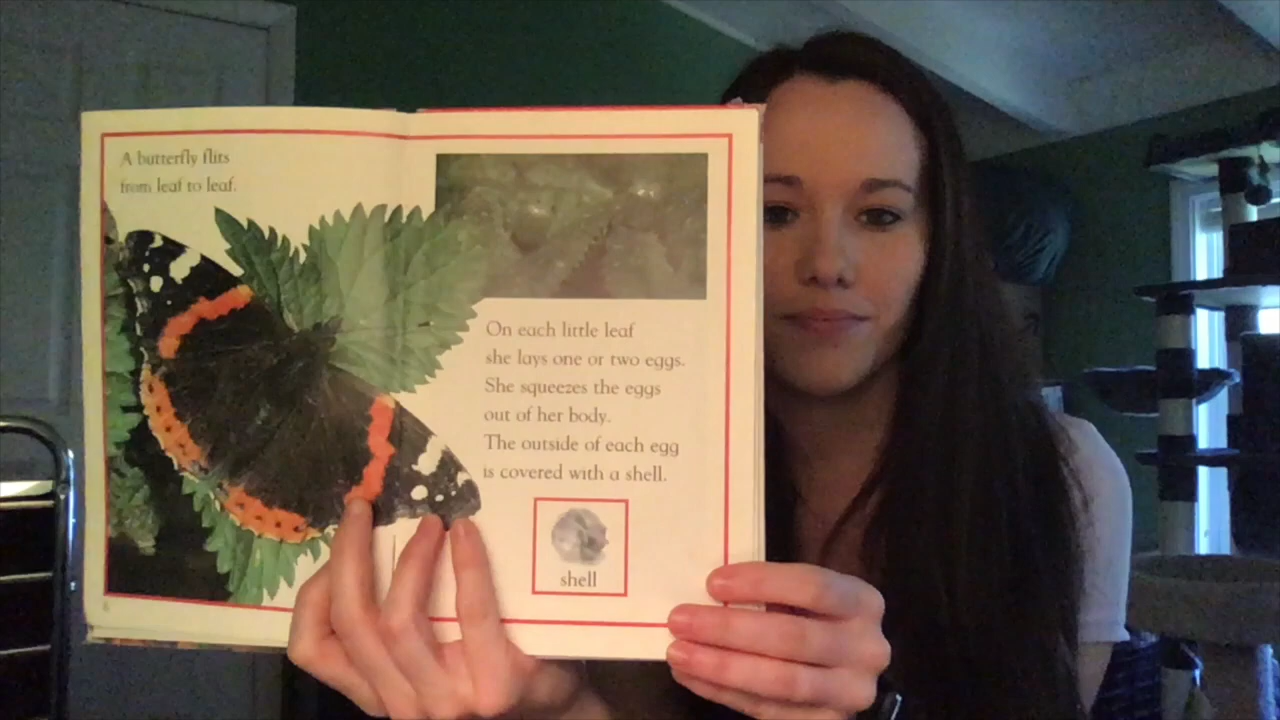 A butterfly flits
from leaf to leaf.
On each little leaf
she lays one or two eggs.
She squeezes the eggs
out of her body.
The outside of each egg
is covered with a shell.
shell